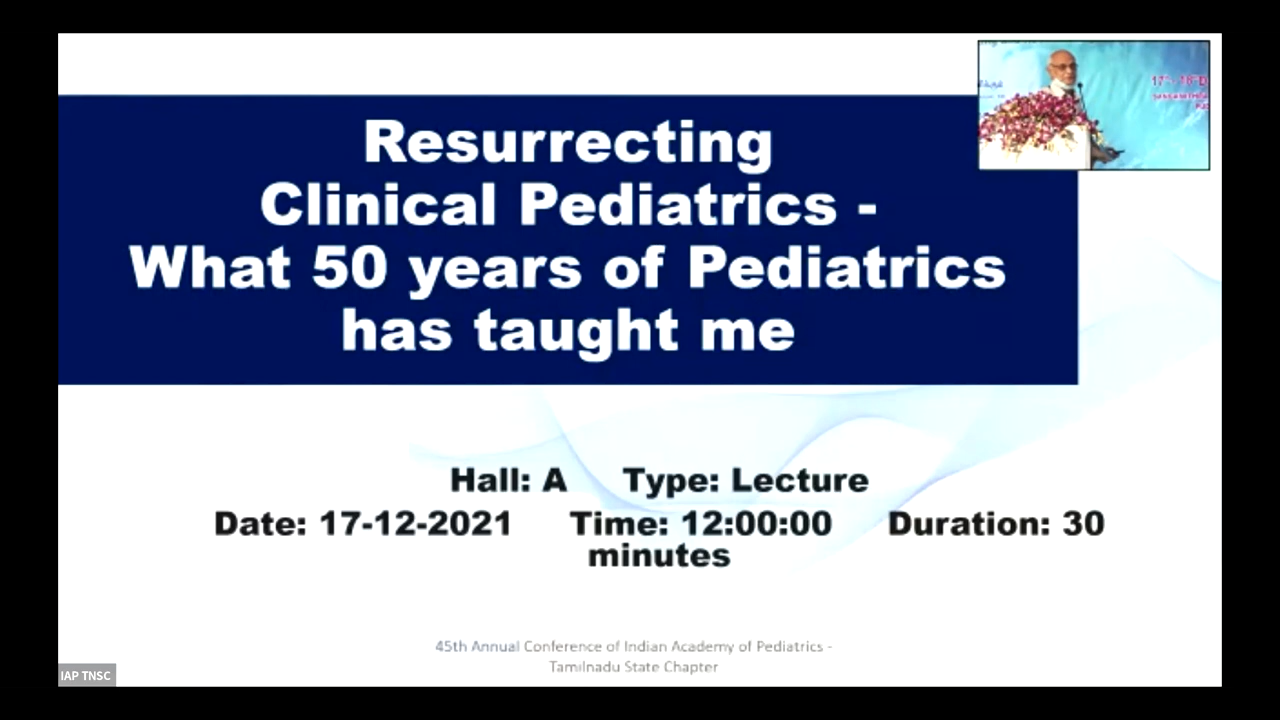 Resurrecting
Clinical Pediatrics -
What 50 years of Pediatrics
has taught me
Hall: A Type: Lecture
Date: 17-12-2021 Time: 12:00:00 Duration: 30
minutes
45th Annual Conference of Indian Academy of Pediatrics -
Tamilnadu State Chapter
IAP TNSC